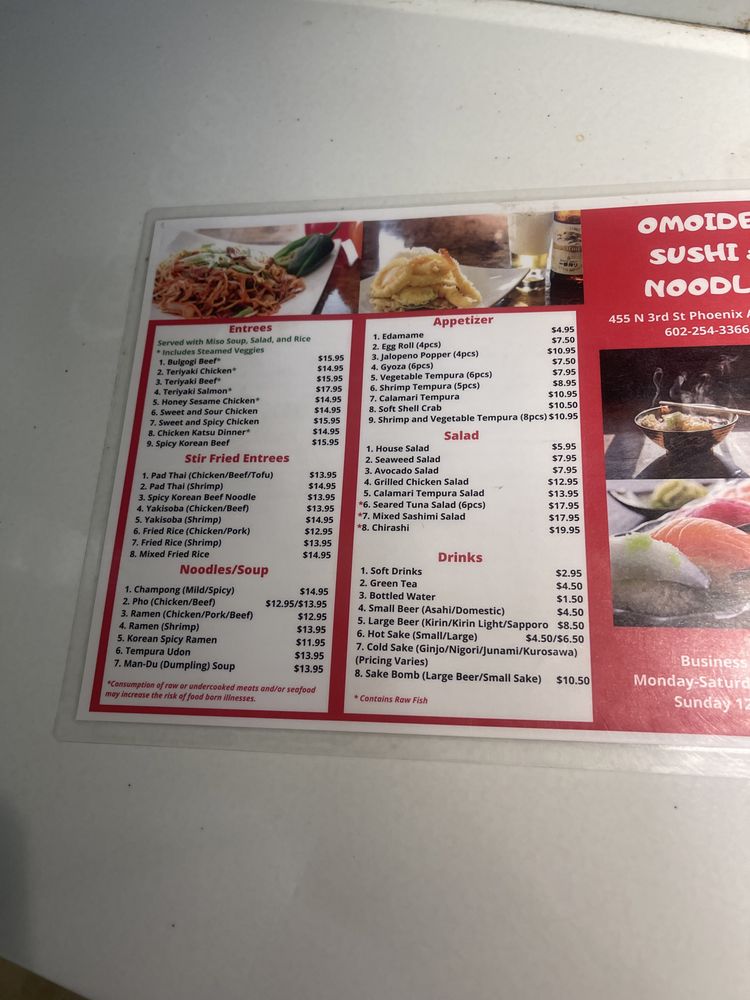 Entrees
Served with Miso Soup, Salad, and Rice
* Includes Steamed Veggies
1. Bulgogi Beef* $15.95
2. Teriyaki Chicken* $14.95
3. Teriyaki Beef* $15.95
4. Teriyaki Salmon* $17.95
5. Honey Sesame Chicken* $14.95
6. Sweet and Sour Chicken $14.95
7. Sweet and Spicy Chicken $15.95
8. Chicken Katsu Dinner* $14.95
9. Spicy Korean Beef $15.95
Stir Fried Entrees
1. Pad Thai (Chicken/Beef/Tofu) $13.95
2. Pad Thai (Shrimp) $14.95
3. Spicy Korean Beef Noodle $13.95
4. Yakisoba (Chicken/Beef) $13.95
5. Yakisoba (Shrimp) $14.95
6. Fried Rice (Chicken/Pork) $12.95
7. Fried Rice (Shrimp) $13.95
8. Mixed Fried Rice $14.95
Noodles/Soup
1. Champong (Mild/Spicy) $14.95
2. Pho (Chicken/Beef) $12.95/$13.95
3. Ramen (Chicken/Pork/Beef) $12.95
4. Ramen (Shrimp) $13.95
5. Korean Spicy Ramen $11.95
6. Tempura Udon $13.95
7. Man-Du (Dumpling) Soup $13.95
*Consumption of raw or undercooked meats and/or seafood
may increase the risk of food born illnesses.
Appetizer
1. Edamame $4.95
2. Egg Roll (4pcs) $7.50
3. Jalopeno Popper (4pcs) $10.95
4. Gyoza (6pcs) $7.50
5. Vegetable Tempura (6pcs) $7.95
6. Shrimp Tempura (5pcs) $8.95
7. Calamari Tempura $10.95
8. Soft Shell Crab $10.50
9. Shrimp and Vegetable Tempura (8pcs) $10.95
Salad
1. House Salad $5.95
2. Seaweed Salad $7.95
3. Avocado Salad $7.95
4. Grilled Chicken Salad $12.95
5. Calamari Tempura Salad $13.95
*6. Seared Tuna Salad (6pcs) $17.95
*7. Mixed Sashimi Salad $17.95
*8. Chirashi $19.95
Drinks
1. Soft Drinks $2.95
2. Green Tea $4.50
3. Bottled Water $1.50
4. Small Beer (Asahi/Domestic) $4.50
5. Large Beer (Kirin/Kirin Light/Sapporo $8.50
6. Hot Sake (Small/Large) $4.50/$6.50
7. Cold Sake (Ginjo/Nigori/Junami/Kurosawa)
(Pricing Varies)
8. Sake Bomb (Large Beer/Small Sake) $10.50
* Contains Raw Fish
OMOIDE
SUSHI
NOODL
455 N 3rd St Phoenix
602-254-3366
Business
Monday-Saturd
Sunday 12